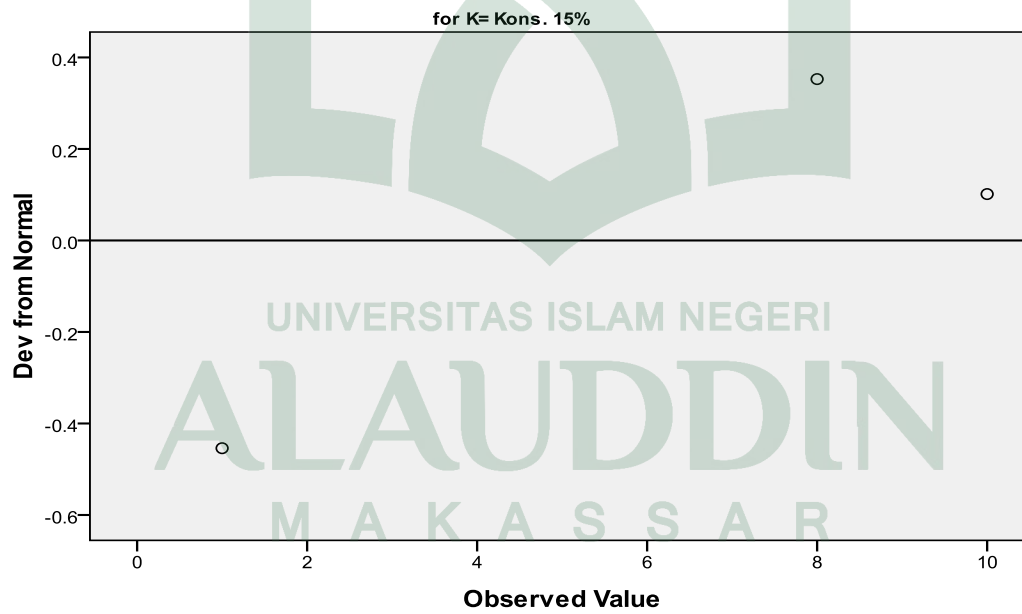 for K= Kons. 15%
0.4
0.2
0.0
-0.2
-0.4
-0.6
Dev from Normal
UNIVERSITAS ISLAM NEGERI
ALAUDDIN
MAKASSAR
0 2 4 6 8 10
Observed Value